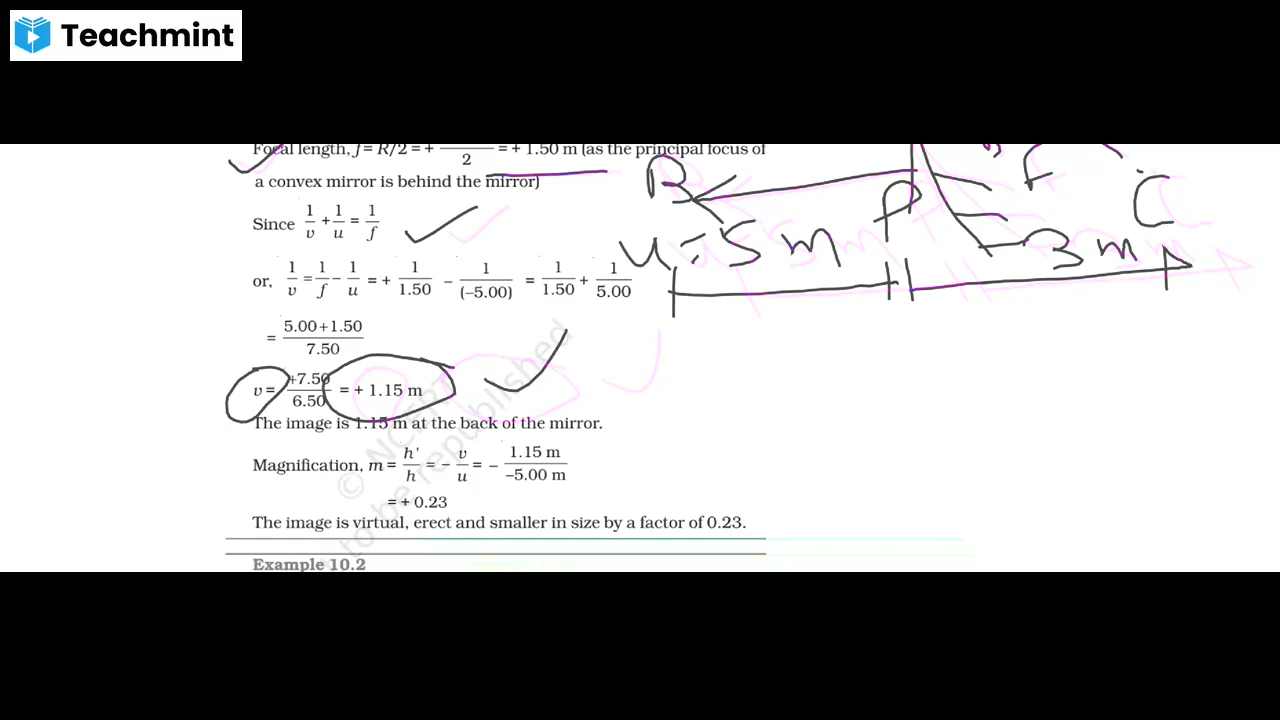 Teachmint
Focal length, f = R/2 = + ——/2 = + 1.50 m (as the principal focus of
a convex mirror is behind the mirror)
Since 1/v + 1/u = 1/f
or, 1/v = 1/f − 1/u = + 1/1.50 − 1/(−5.00) = 1/1.50 + 1/5.00
= 5.00+1.50/7.50
v = +7.50/6.50 = + 1.15 m
The image is 1.15 m at the back of the mirror.
Magnification, m = h'/h = − v/u = − 1.15 m/−5.00 m
= + 0.23
The image is virtual, erect and smaller in size by a factor of 0.23.
Example 10.2
B
P
F
C
u = 5 m
3 m
© NCERT
to be republished